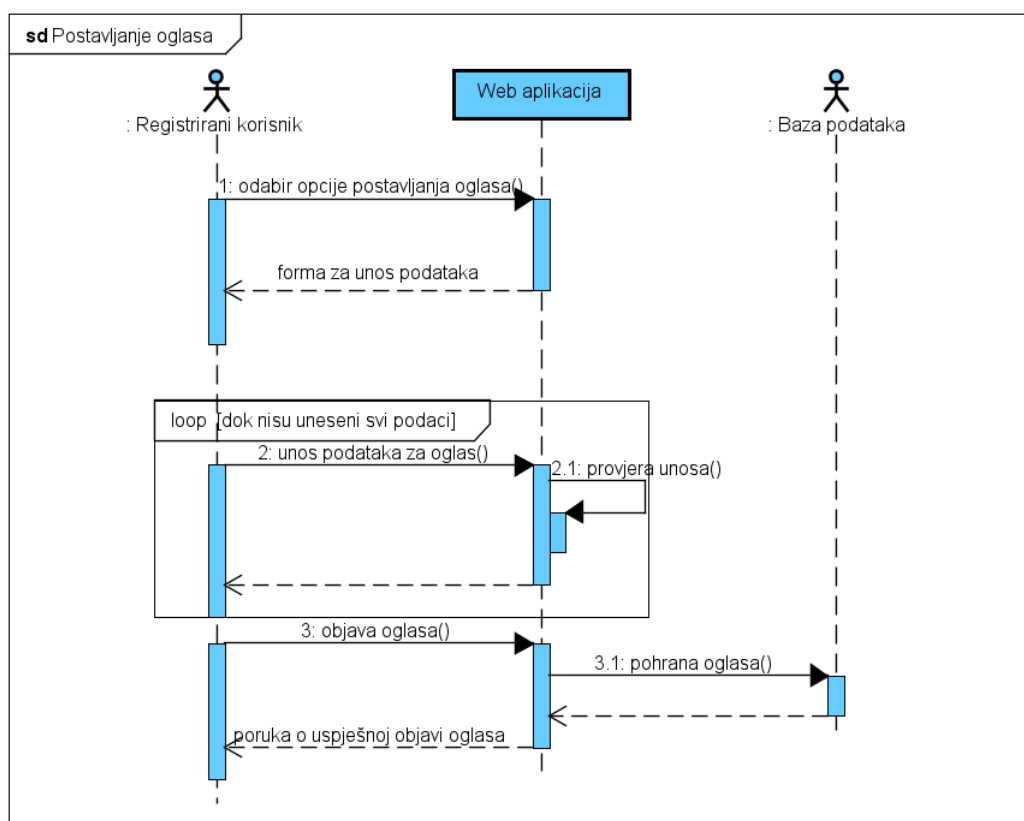 sd Postavljanje oglasa
Web aplikacija
: Registrirani korisnik
: Baza podataka
1: odabir opcije postavljanja oglasa()
forma za unos podataka
loop [dok nisu uneseni svi podaci]
2: unos podataka za oglas()
2.1: provjera unosa()
3: objava oglasa()
3.1: pohrana oglasa()
poruka o uspješnoj objavi oglasa